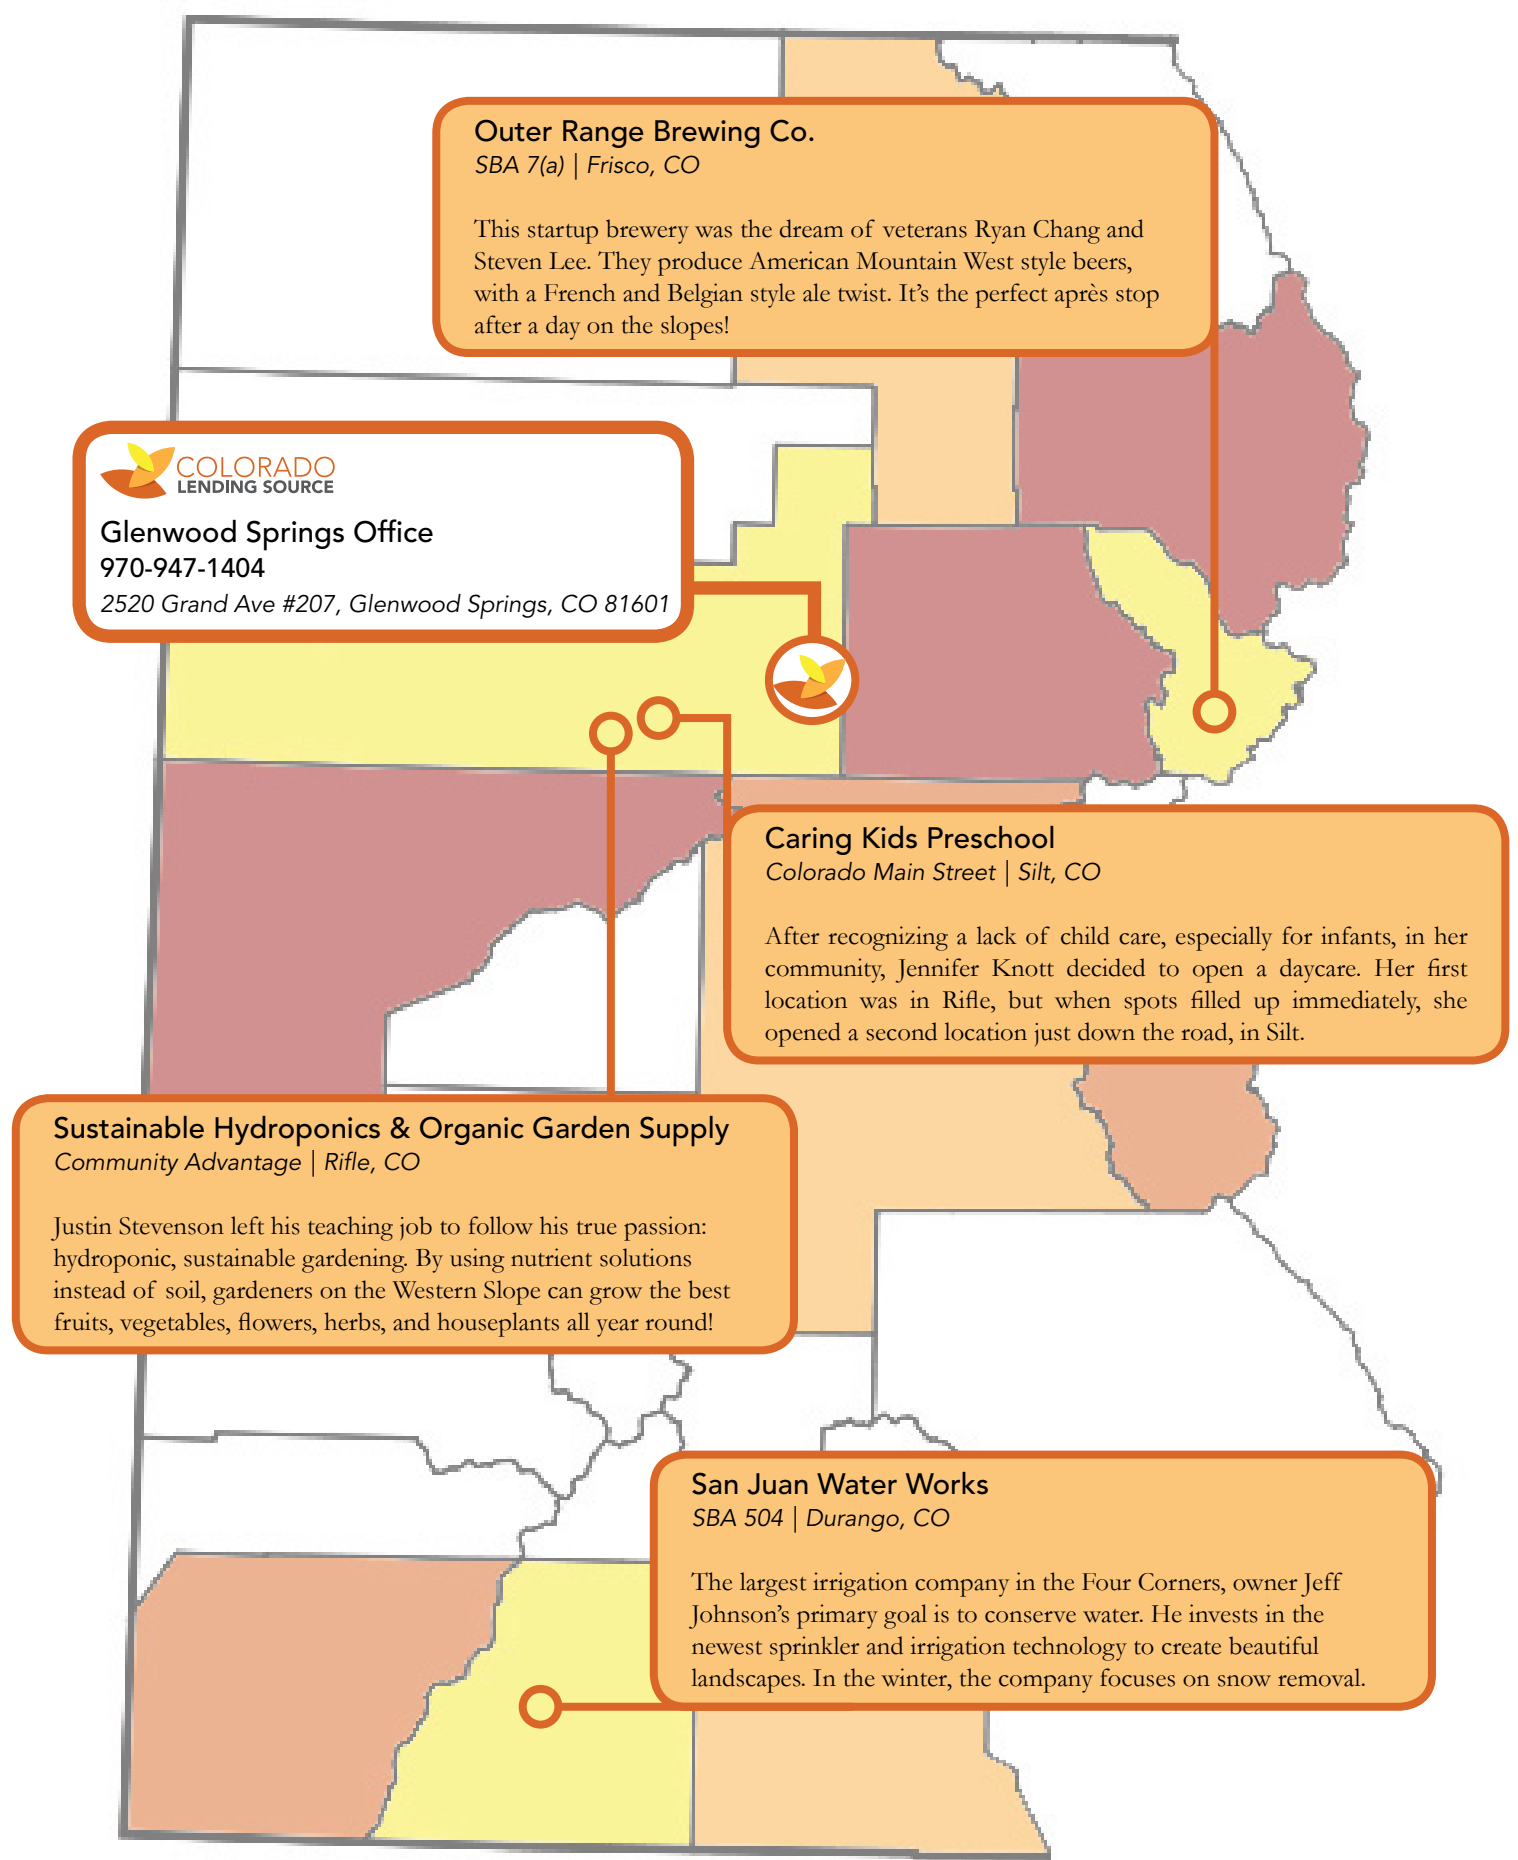 Outer Range Brewing Co.
SBA 7(a) | Frisco, CO
This startup brewery was the dream of veterans Ryan Chang and
Steven Lee. They produce American Mountain West style beers,
with a French and Belgian style ale twist. It's the perfect après stop
after a day on the slopes!
COLORADO
LENDING SOURCE
Glenwood Springs Office
970-947-1404
2520 Grand Ave #207, Glenwood Springs, CO 81601
Caring Kids Preschool
Colorado Main Street | Silt, CO
After recognizing a lack of child care, especially for infants, in her
community, Jennifer Knott decided to open a daycare. Her first
location was in Rifle, but when spots filled up immediately, she
opened a second location just down the road, in Silt.
Sustainable Hydroponics & Organic Garden Supply
Community Advantage | Rifle, CO
Justin Stevenson left his teaching job to follow his true passion:
hydroponic, sustainable gardening. By using nutrient solutions
instead of soil, gardeners on the Western Slope can grow the best
fruits, vegetables, flowers, herbs, and houseplants all year round!
San Juan Water Works
SBA 504 | Durango, CO
The largest irrigation company in the Four Corners, owner Jeff
Johnson's primary goal is to conserve water. He invests in the
newest sprinkler and irrigation technology to create beautiful
landscapes. In the winter, the company focuses on snow removal.